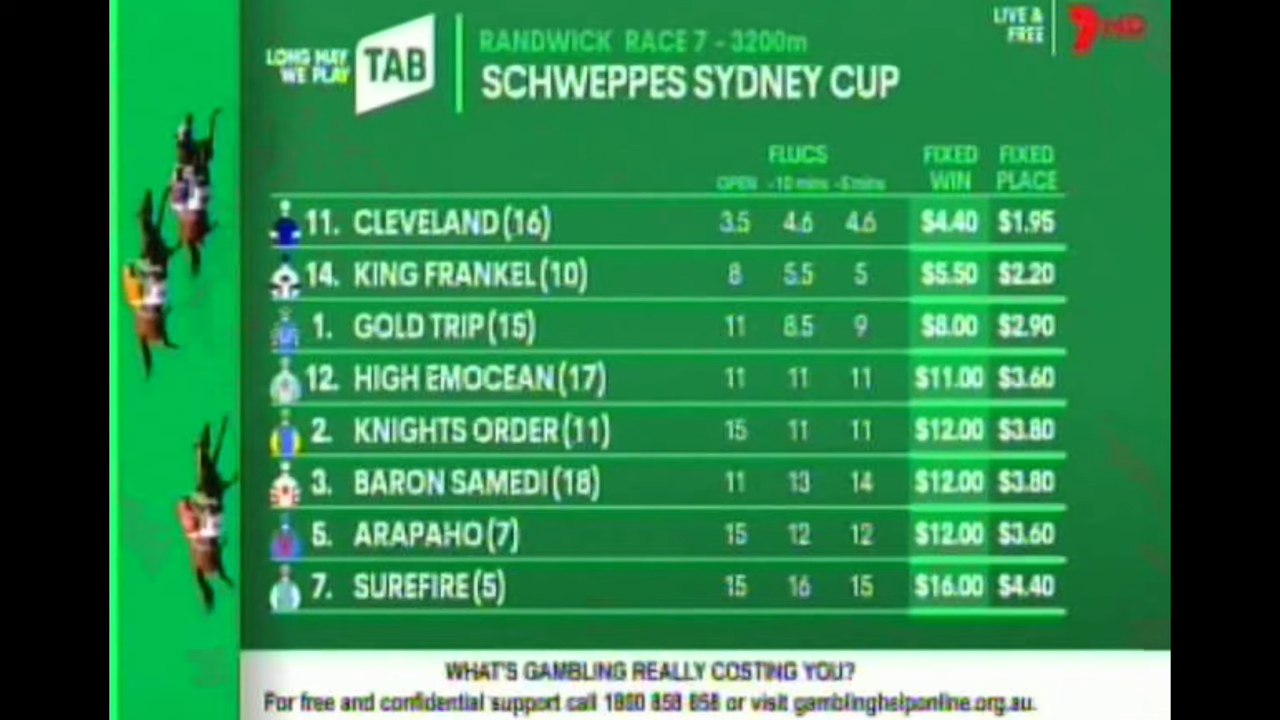 LONG MAY
WE PLAY
TAB
RANDWICK RACE 7 - 3200m
SCHWEPPES SYDNEY CUP
LIVE &
FREE
7HD
FLUCS
FIXED FIXED
OPEN -10 mins -5 mins WIN PLACE
11. CLEVELAND (16) 3.5 4.6 4.6 $4.40 $1.95
14. KING FRANKEL (10) 8 5.5 5 $5.50 $2.20
1. GOLD TRIP (15) 11 8.5 9 $8.00 $2.90
12. HIGH EMOCEAN (17) 11 11 11 $11.00 $3.60
2. KNIGHTS ORDER (11) 15 11 11 $12.00 $3.80
3. BARON SAMEDI (18) 11 13 14 $12.00 $3.80
5. ARAPAHO (7) 15 12 12 $12.00 $3.60
7. SUREFIRE (5) 15 16 15 $16.00 $4.40
WHAT'S GAMBLING REALLY COSTING YOU?
For free and confidential support call 1800 858 858 or visit gamblinghelponline.org.au.